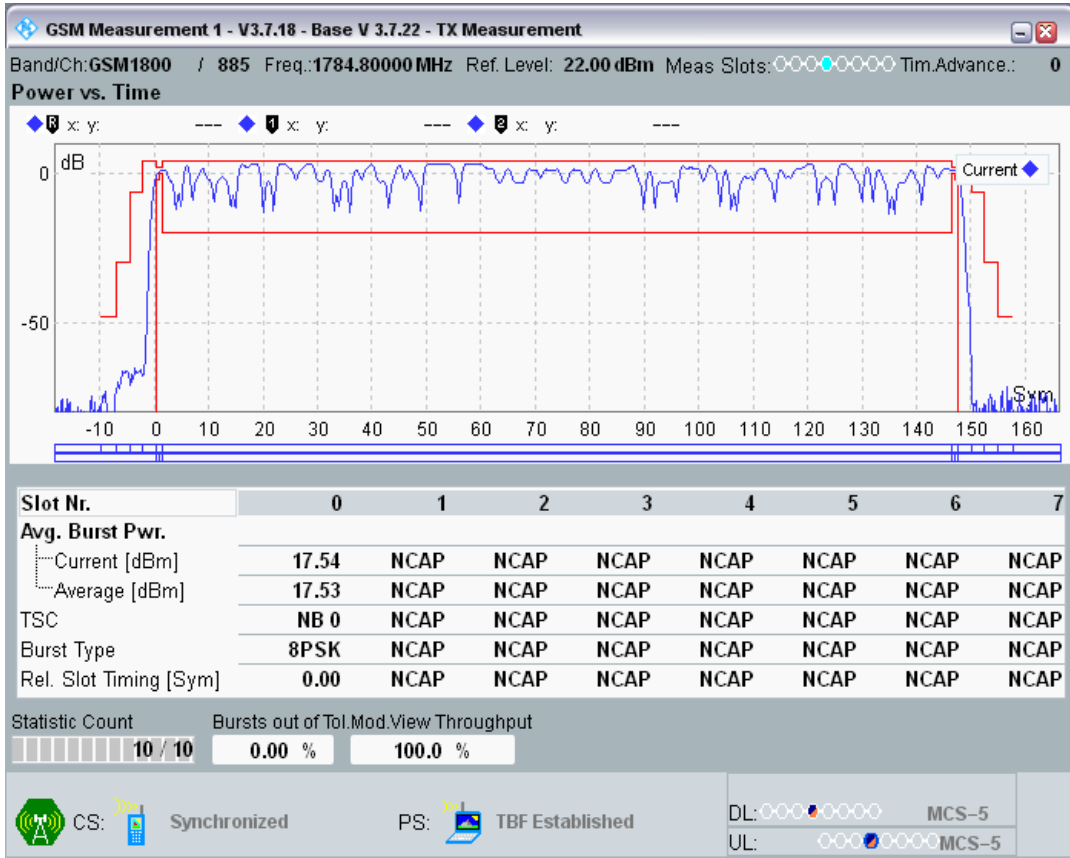 GSM Measurement 1 - V3.7.18 - Base V 3.7.22 - TX Measurement
Band/Ch:GSM1800 / 885 Freq.:1784.80000 MHz Ref. Level: 22.00 dBm Meas Slots: Tim.Advance.: 0
Power vs. Time
R x: y: --- 1 x: y: --- 2 x: y: ---
dB
Current
0
-50
Sym
-10 0 10 20 30 40 50 60 70 80 90 100 110 120 130 140 150 160
Slot Nr. 0 1 2 3 4 5 6 7
Avg. Burst Pwr.
Current [dBm] 17.54 NCAP NCAP NCAP NCAP NCAP NCAP NCAP
Average [dBm] 17.53 NCAP NCAP NCAP NCAP NCAP NCAP NCAP
TSC NB 0 NCAP NCAP NCAP NCAP NCAP NCAP NCAP
Burst Type 8PSK NCAP NCAP NCAP NCAP NCAP NCAP NCAP
Rel. Slot Timing [Sym] 0.00 NCAP NCAP NCAP NCAP NCAP NCAP NCAP
Statistic Count Bursts out of Tol.Mod.View Throughput
10 / 10 0.00 % 100.0 %
CS: Synchronized PS: TBF Established DL: MCS-5
UL: MCS-5